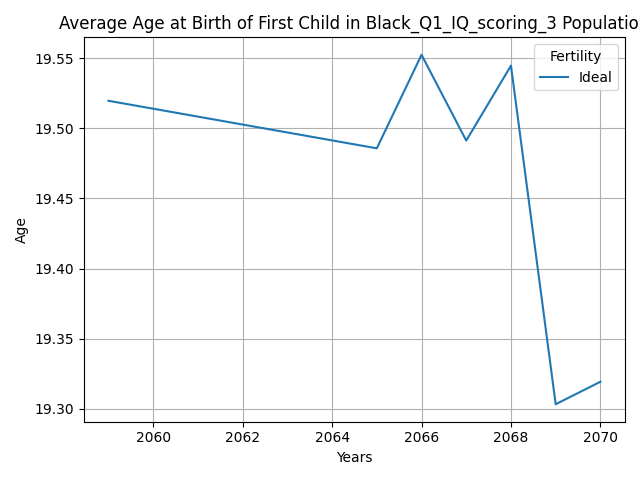 Average Age at Birth of First Child in Black_Q1_IQ_scoring_3 Populatio
Fertility
Ideal
Age
19.55
19.50
19.45
19.40
19.35
19.30
2060 2062 2064 2066 2068 2070
Years